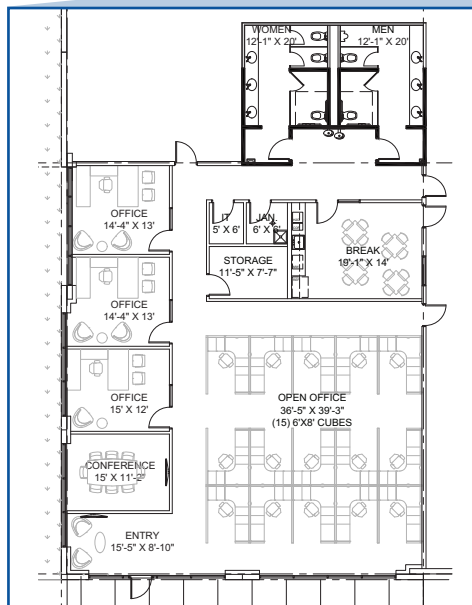 WOMEN
12'-1" X 20'
MEN
12'-1" X 20'
OFFICE
14'-4" X 13'
IT
5' X 6'
JAN.
6' X 6'
STORAGE
11'-5" X 7'-7"
BREAK
19'-1" X 14'
OFFICE
14'-4" X 13'
OFFICE
15' X 12'
OPEN OFFICE
36'-5" X 39'-3"
(15) 6'X8' CUBES
CONFERENCE
15' X 11'-2"
ENTRY
15'-5" X 8'-10"